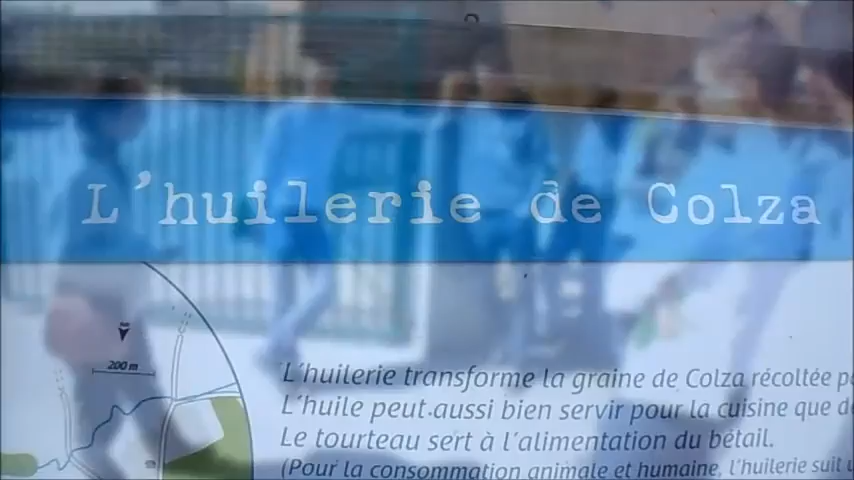 L'huilerie de Colza
200 m
L'huilerie transforme la graine de Colza récoltée
L'huile peut aussi bien servir pour la cuisine que
Le tourteau sert à l'alimentation du bétail.
(Pour la consommation animale et humaine, l'huilerie suit